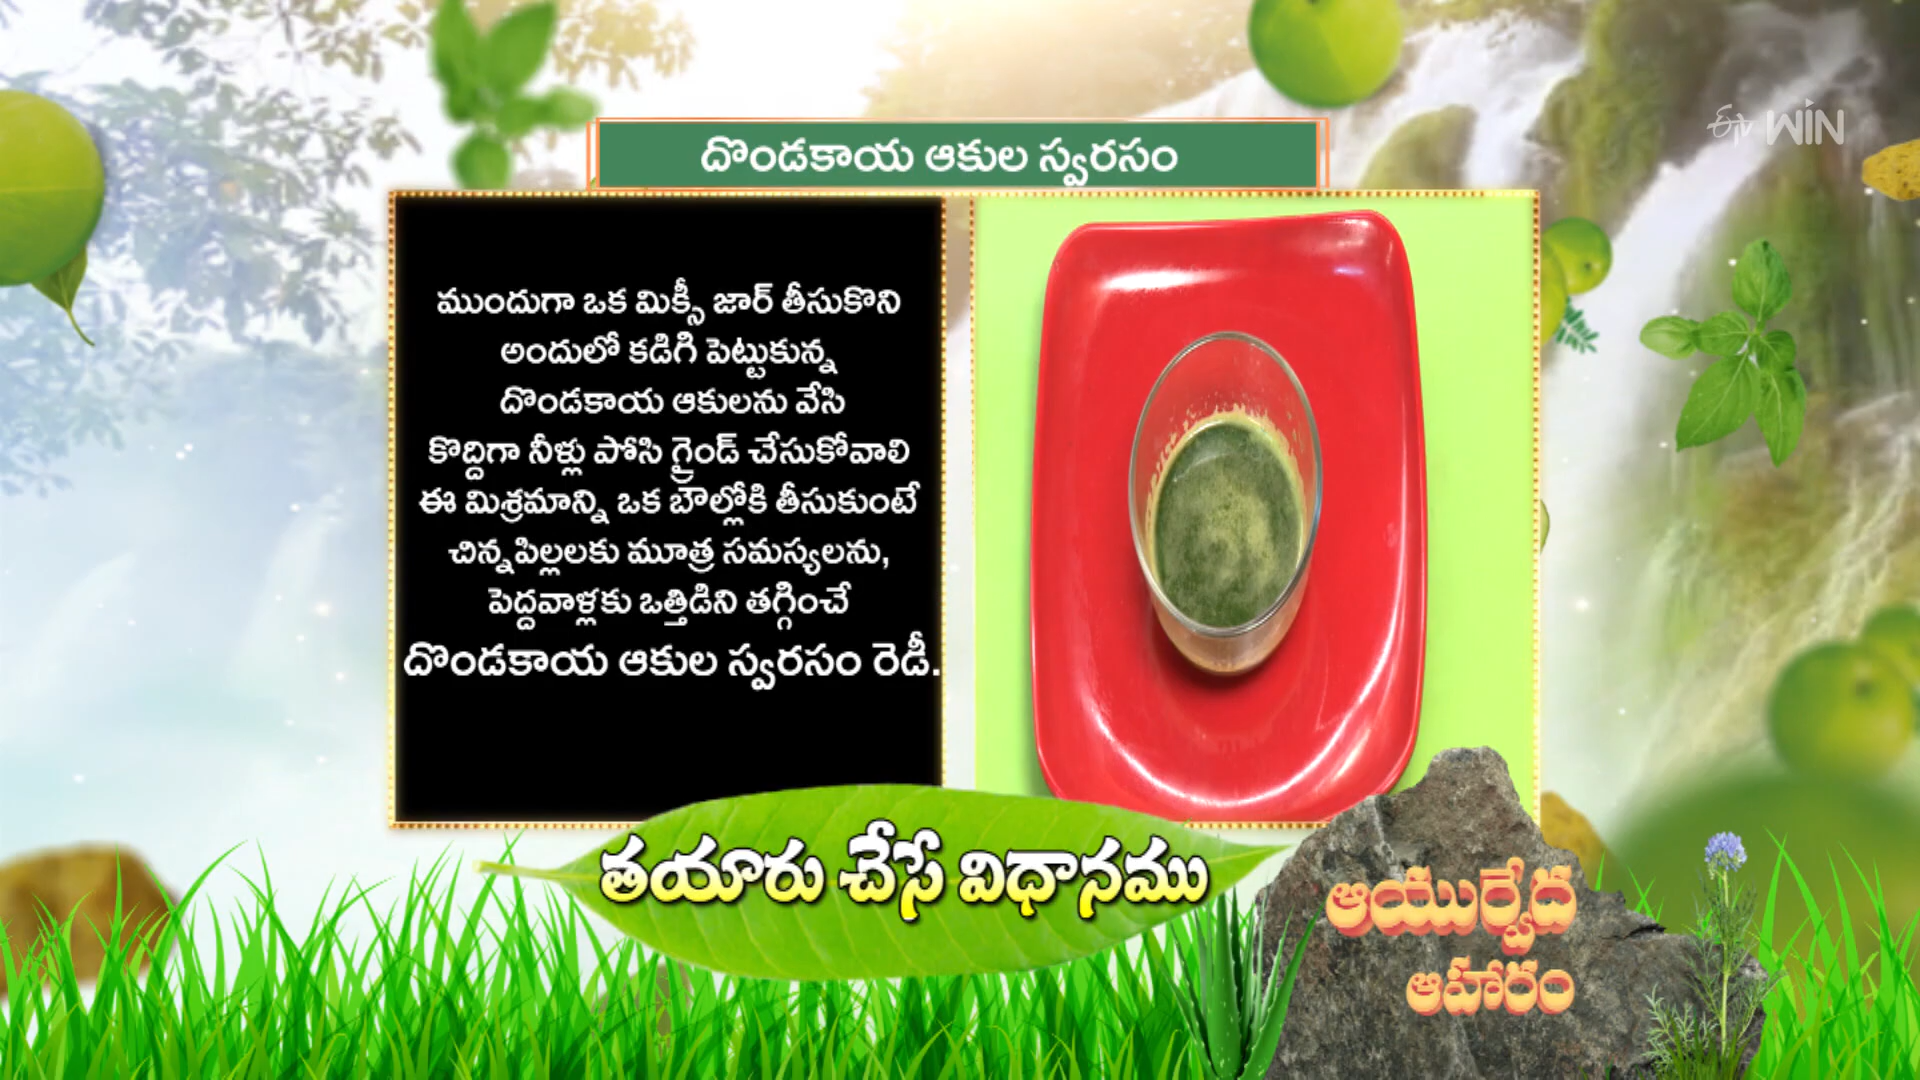 ఈటీవీ WIN
దొండకాయ ఆకుల స్వరసం
ముందుగా ఒక మిక్సీ జార్ తీసుకొని
అందులో కడిగి పెట్టుకున్న
దొండకాయ ఆకులను వేసి
కొద్దిగా నీళ్లు పోసి గ్రైండ్ చేసుకోవాలి
ఈ మిశ్రమాన్ని ఒక బౌల్లోకి తీసుకుంటే
చిన్నపిల్లలకు మూత్ర సమస్యలను,
పెద్దవాళ్లకు ఒత్తిడిని తగ్గించే
దొండకాయ ఆకుల స్వరసం రెడీ.
తయారు చేసే విధానము
ఆయుర్వేద
ఆహారం